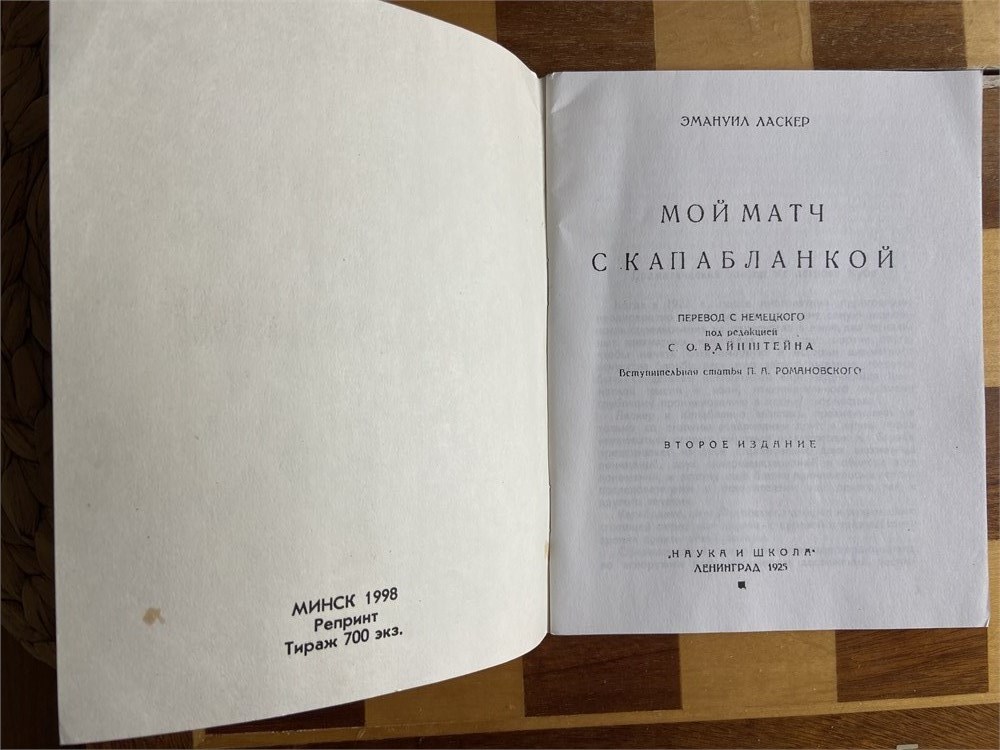 МИНСК 1998
Репринт
Тираж 700 экз.
ЭМАНУИЛ ЛАСКЕР
МОЙ МАТЧ
С КАПАБЛАНКОЙ
ПЕРЕВОД С НЕМЕЦКОГО
под редакцией
С. О. ВАЙНШТЕЙНА
Вступительная статья П. А. РОМАНОВСКОГО
ВТОРОЕ ИЗДАНИЕ
„НАУКА И ШКОЛА“
ЛЕНИНГРАД 1925